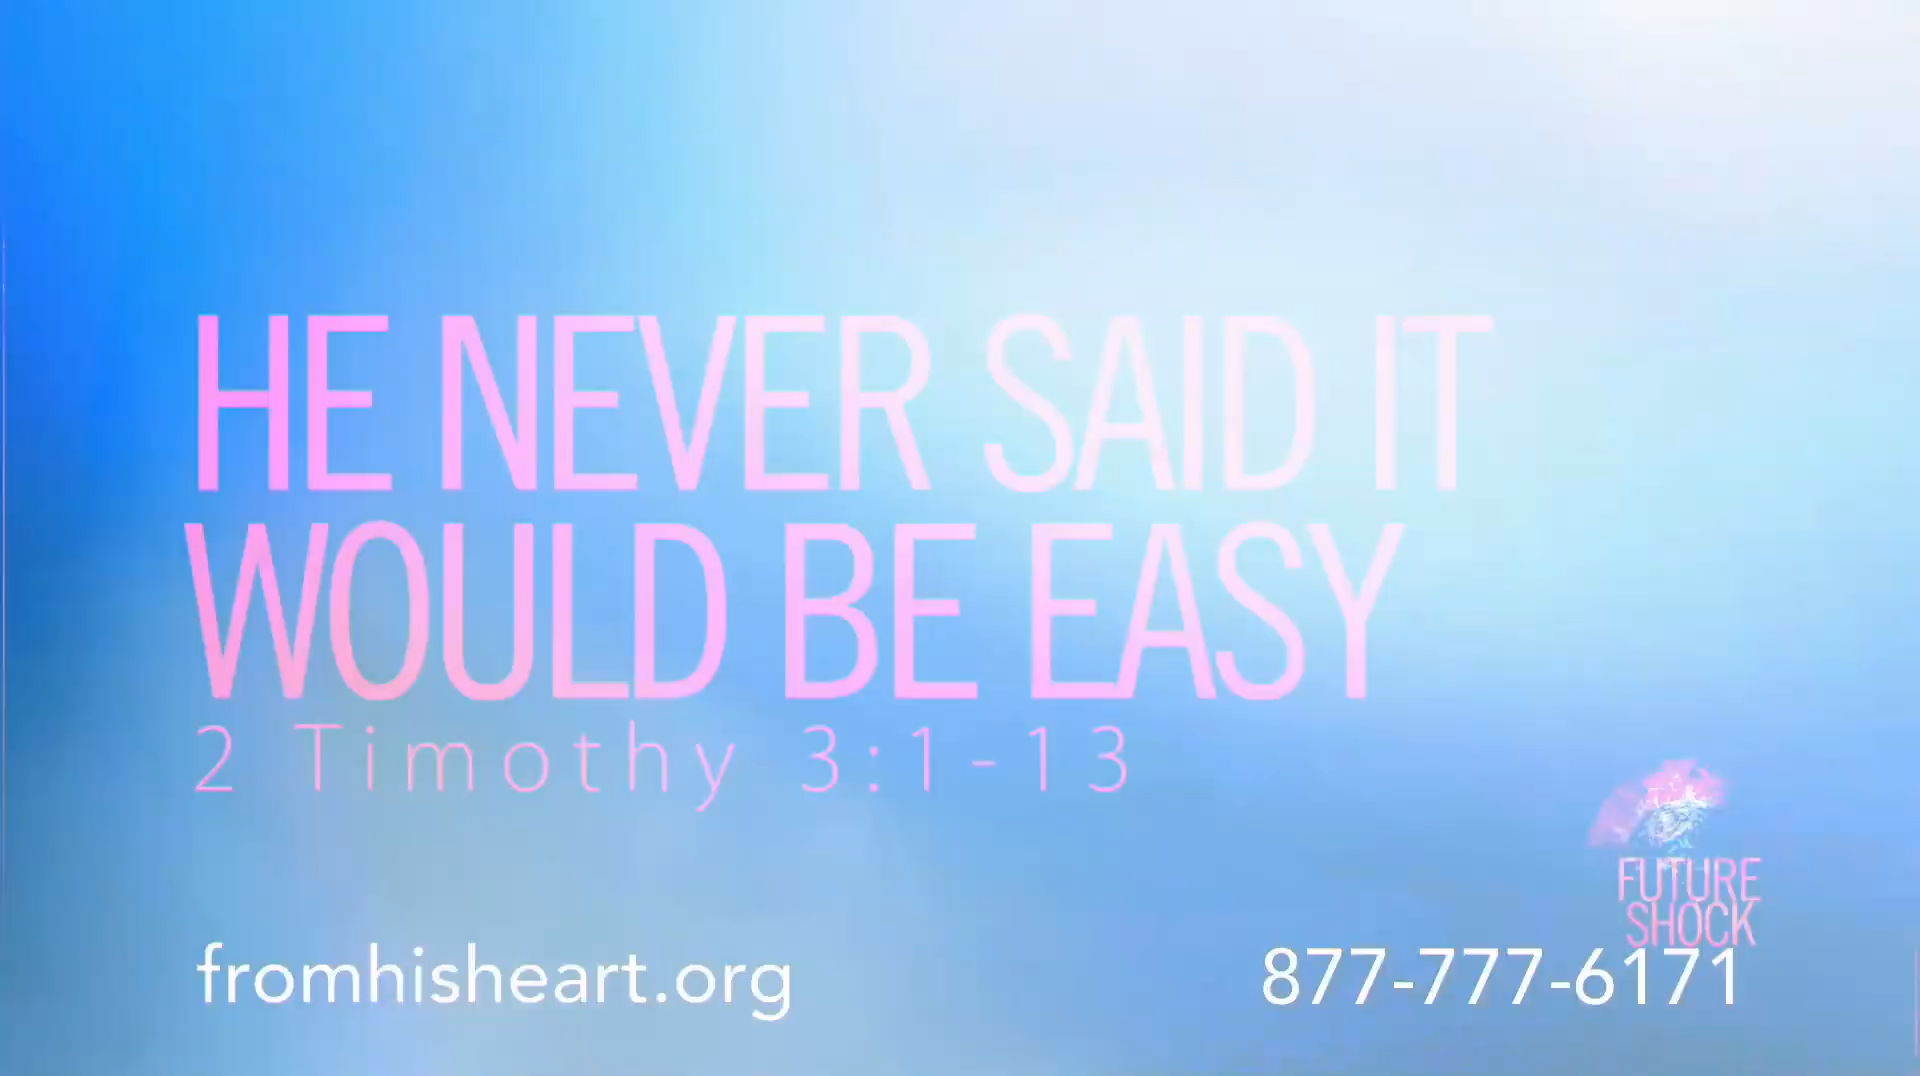 HE NEVER SAID IT
WOULD BE EASY
2 Timothy 3:1-13
FUTURE
SHOCK
fromhisheart.org
877-777-6171